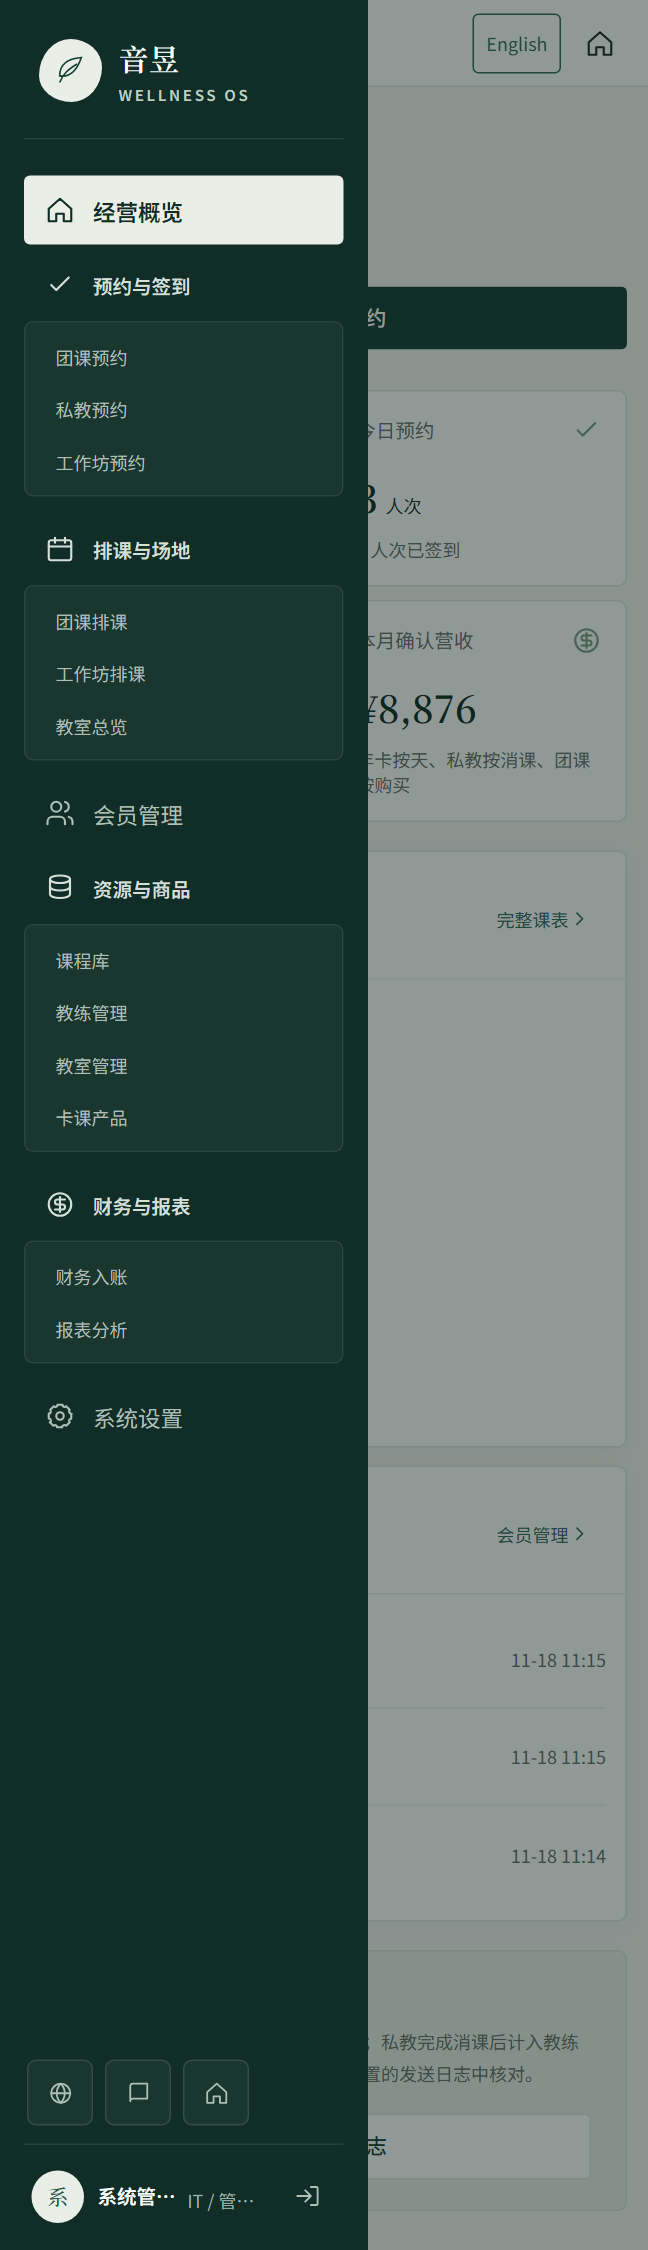 音昱
WELLNESS OS
English
经营概览
预约与签到
团课预约
私教预约
工作坊预约
排课与场地
团课排课
工作坊排课
教室总览
会员管理
资源与商品
课程库
教练管理
教室管理
卡课产品
财务与报表
财务入账
报表分析
系统设置
系 系统管… IT / 管…
约
今日预约
3 人次
人次已签到
本月确认营收
¥8,876
年卡按天、私教按消课、团课
按购买
完整课表
会员管理
11-18 11:15
11-18 11:15
11-18 11:14
私教完成消课后计入教练
置的发送日志中核对。
志